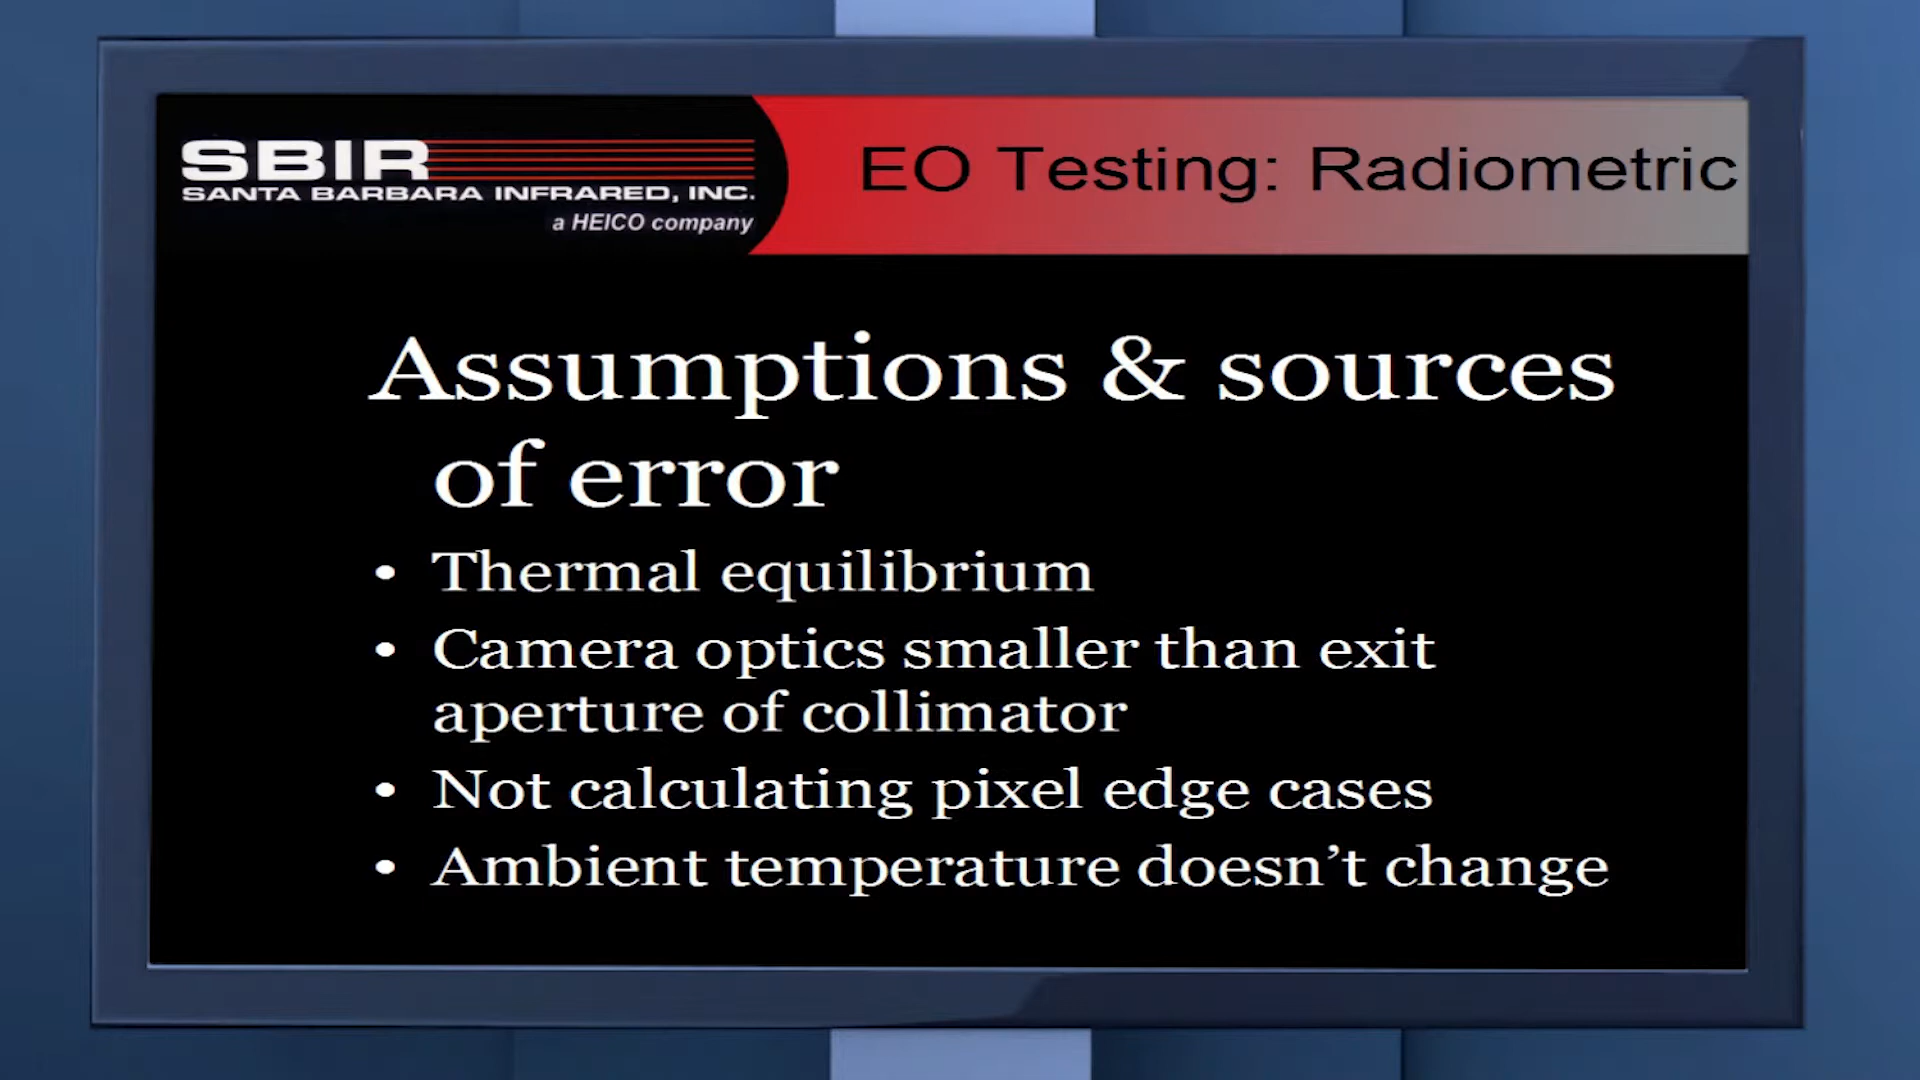 SBIR
SANTA BARBARA INFRARED, INC.
a HEICO company
EO Testing: Radiometric
Assumptions & sources
of error
• Thermal equilibrium
• Camera optics smaller than exit
aperture of collimator
• Not calculating pixel edge cases
• Ambient temperature doesn’t change